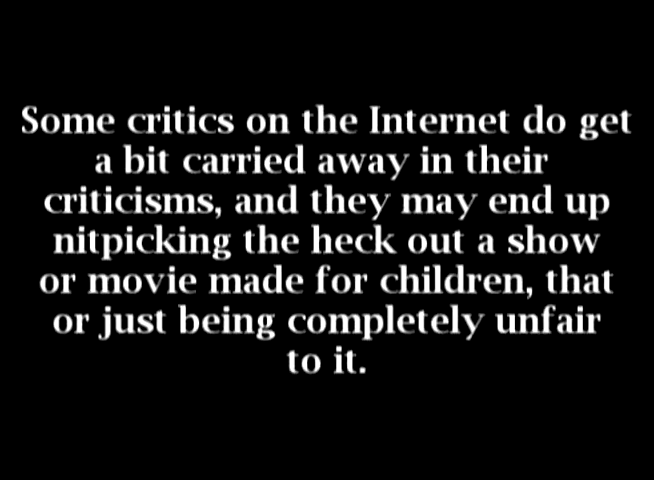 Some critics on the Internet do get
a bit carried away in their
criticisms, and they may end up
nitpicking the heck out a show
or movie made for children, that
or just being completely unfair
to it.